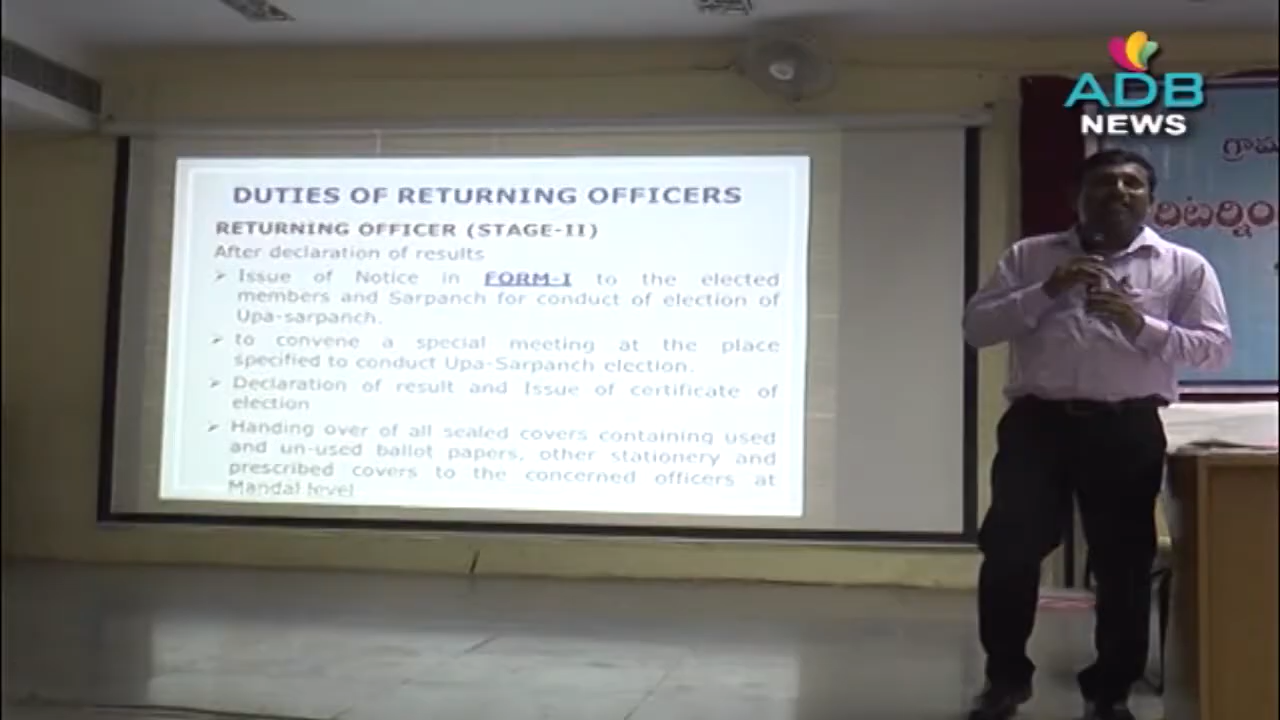 DUTIES OF RETURNING OFFICERS
RETURNING OFFICER (STAGE-II)
After declaration of results
➢ Issue of Notice in FORM-I to the elected
members and Sarpanch for conduct of election of
Upa-sarpanch.
➢ to convene a special meeting at the place
specified to conduct Upa-Sarpanch election.
➢ Declaration of result and Issue of certificate of
election
➢ Handing over of all sealed covers containing used
and un-used ballot papers, other stationery and
prescribed covers to the concerned officers at
Mandal level
ADB
NEWS